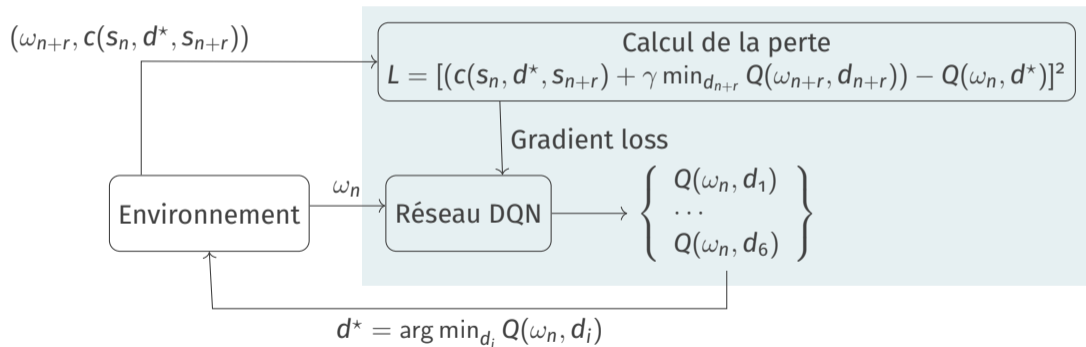 (ω_{n+r}, c(s_n, d^⋆, s_{n+r}))
Calcul de la perte
L = [(c(s_n, d^⋆, s_{n+r}) + γ min_{d_{n+r}} Q(ω_{n+r}, d_{n+r})) − Q(ω_n, d^⋆)]²
Gradient loss
Environnement
ω_n
Réseau DQN
Q(ω_n, d_1)
⋯
Q(ω_n, d_6)
d^⋆ = arg min_{d_i} Q(ω_n, d_i)